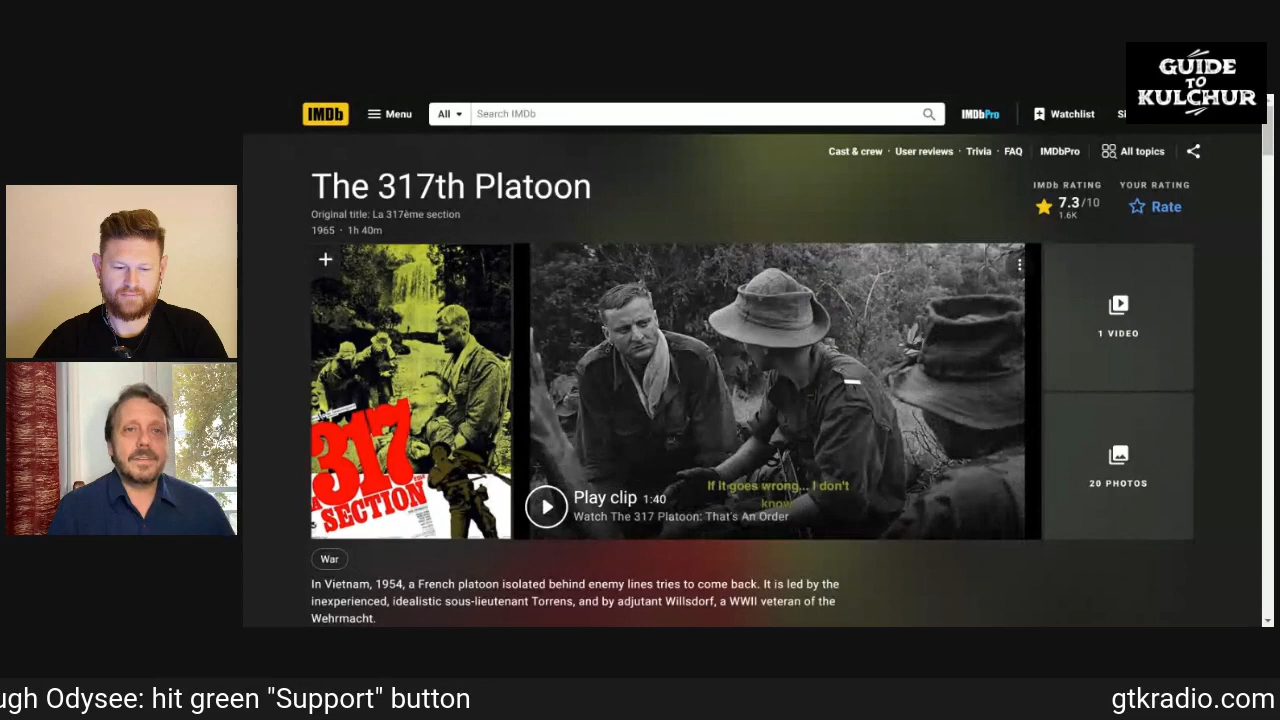 GUIDE
TO
KULCHUR
IMDb
Menu
All
Search IMDb
IMDbPro
Watchlist
Cast & crew · User reviews · Trivia · FAQ
IMDbPro
All topics
The 317th Platoon
Original title: La 317ème section
1965 · 1h 40m
IMDb RATING
7.3/10
1.6K
YOUR RATING
Rate
317
SECTION
If it goes wrong... I don't
know
Play clip 1:40
Watch The 317 Platoon: That's An Order
1 VIDEO
20 PHOTOS
War
In Vietnam, 1954, a French platoon isolated behind enemy lines tries to come back. It is led by the
inexperienced, idealistic sous-lieutenant Torrens, and by adjutant Willsdorf, a WWII veteran of the
Wehrmacht.
ugh Odysee: hit green "Support" button
gtkradio.com